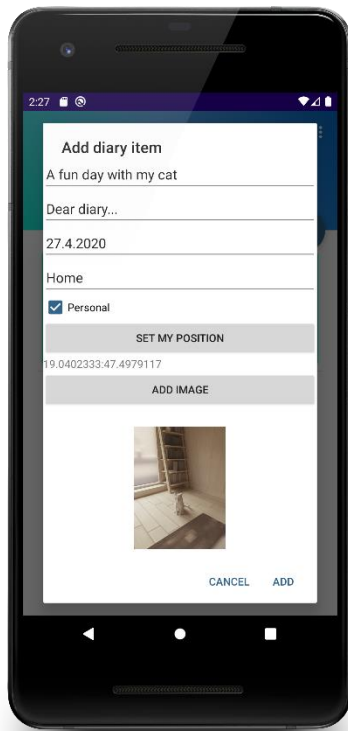 2:27
Add diary item
A fun day with my cat
Dear diary...
27.4.2020
Home
Personal
SET MY POSITION
19.0402333:47.4979117
ADD IMAGE
CANCEL ADD